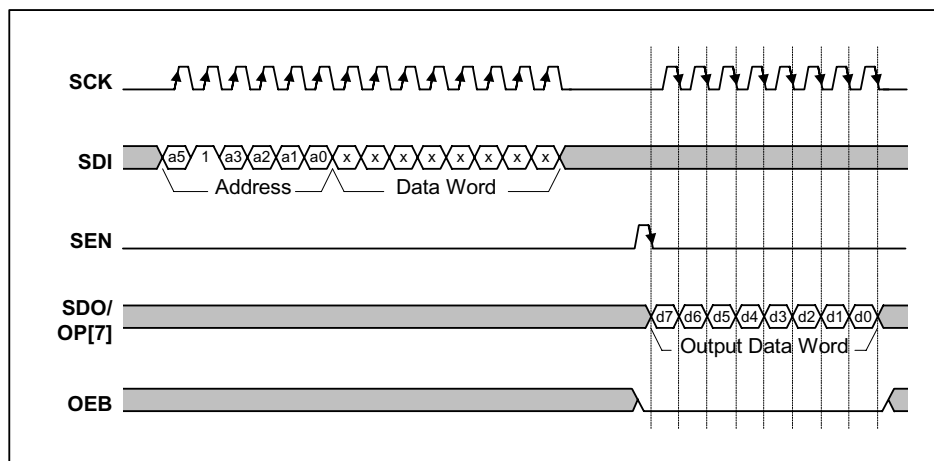 SCK
SDI
a5 1 a3 a2 a1 a0 x x x x x x x x
Address Data Word
SEN
SDO/
OP[7]
d7 d6 d5 d4 d3 d2 d1 d0
Output Data Word
OEB